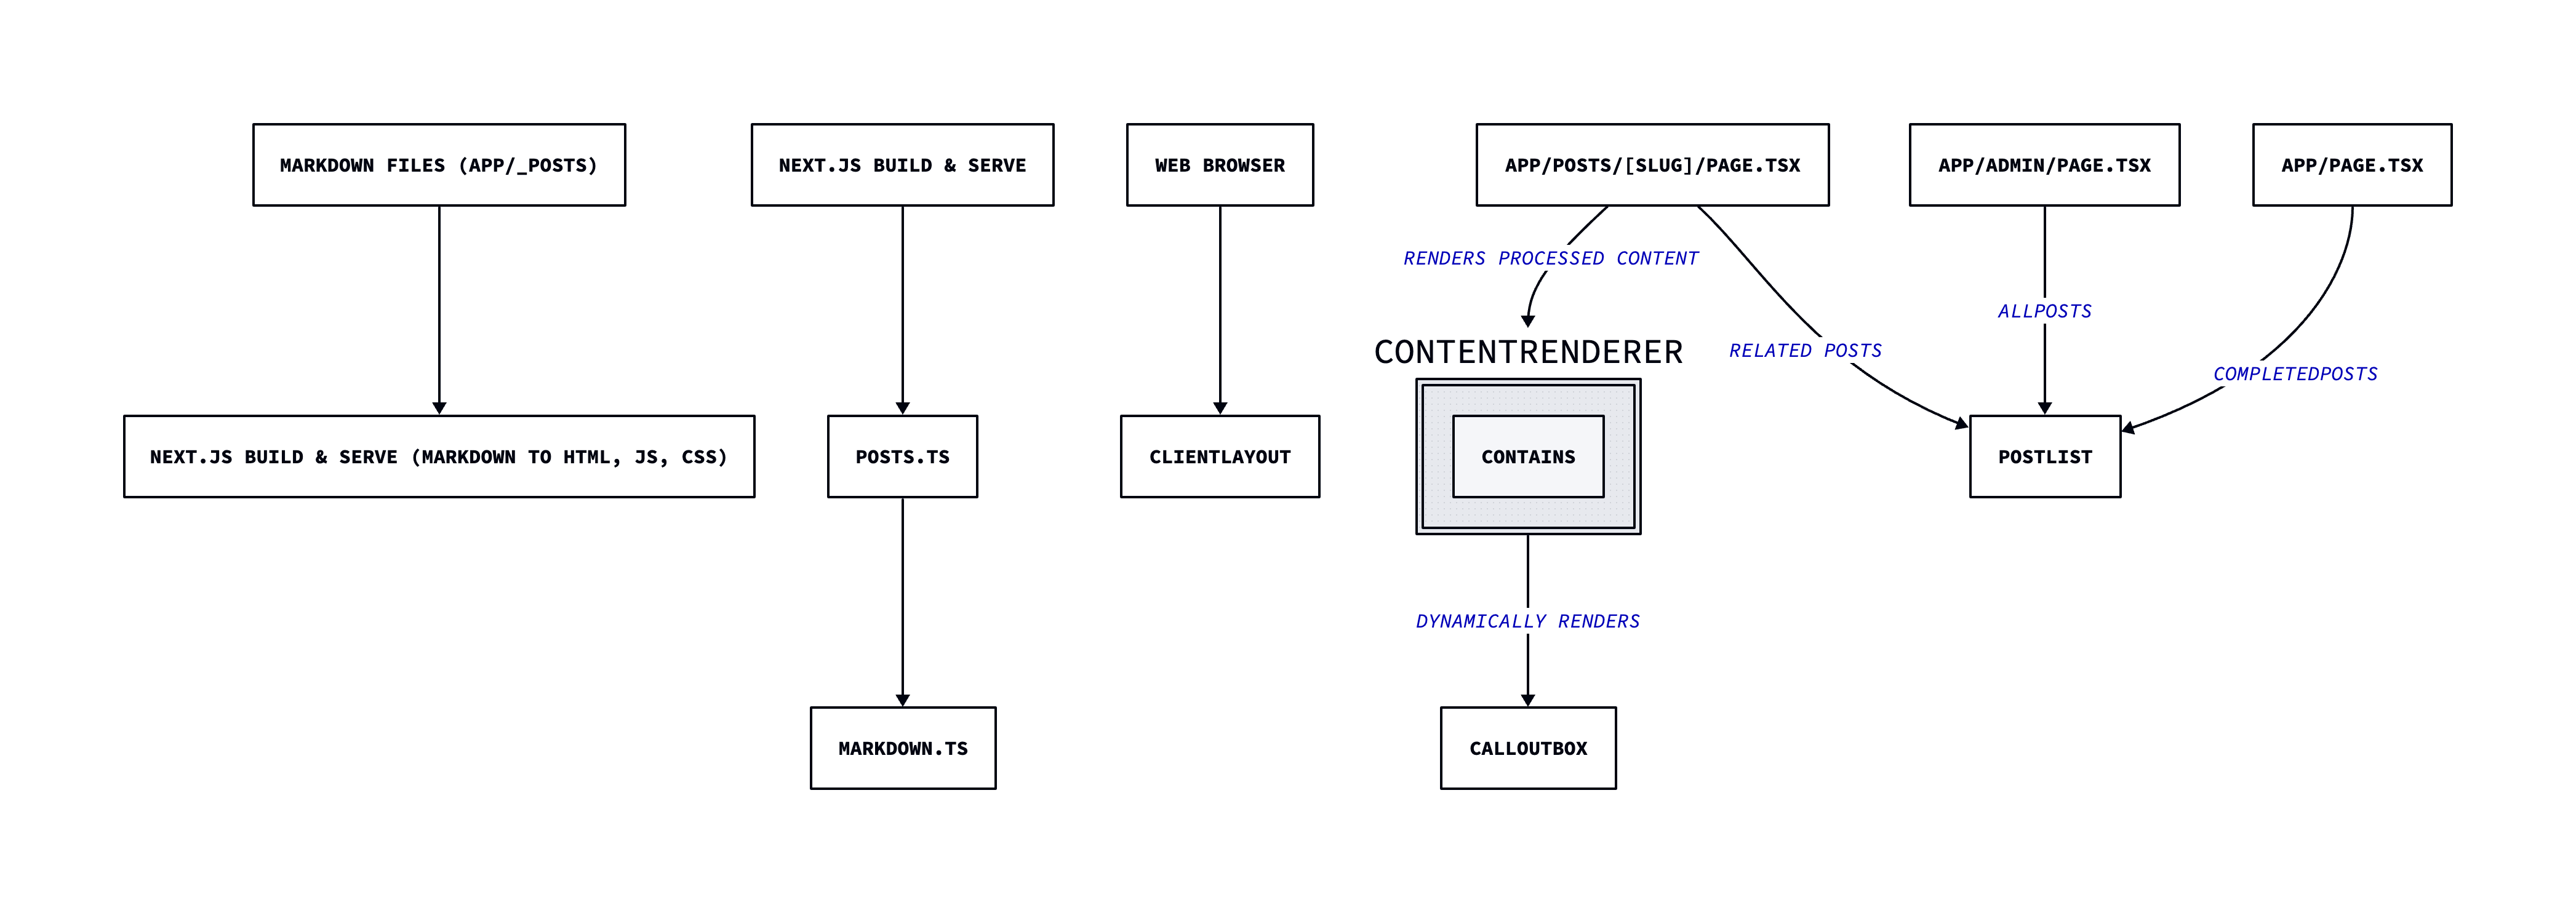 MARKDOWN FILES (APP/_POSTS)
NEXT.JS BUILD & SERVE
WEB BROWSER
APP/POSTS/[SLUG]/PAGE.TSX
APP/ADMIN/PAGE.TSX
APP/PAGE.TSX
RENDERS PROCESSED CONTENT
ALLPOSTS
CONTENTRENDERER
RELATED POSTS
COMPLETEDPOSTS
NEXT.JS BUILD & SERVE (MARKDOWN TO HTML, JS, CSS)
POSTS.TS
CLIENTLAYOUT
CONTAINS
POSTLIST
DYNAMICALLY RENDERS
MARKDOWN.TS
CALLOUTBOX